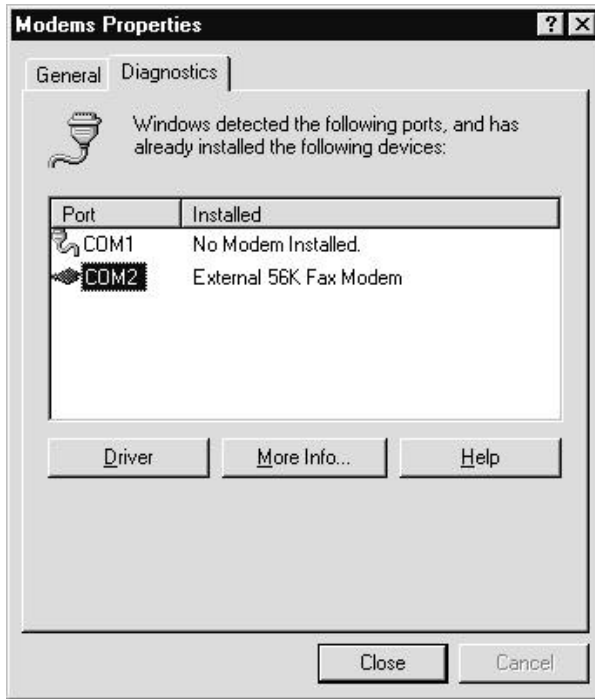 Modems Properties
General Diagnostics
Windows detected the following ports, and has
already installed the following devices:
Port Installed
COM1 No Modem Installed.
COM2 External 56K Fax Modem
Driver More Info... Help
Close Cancel